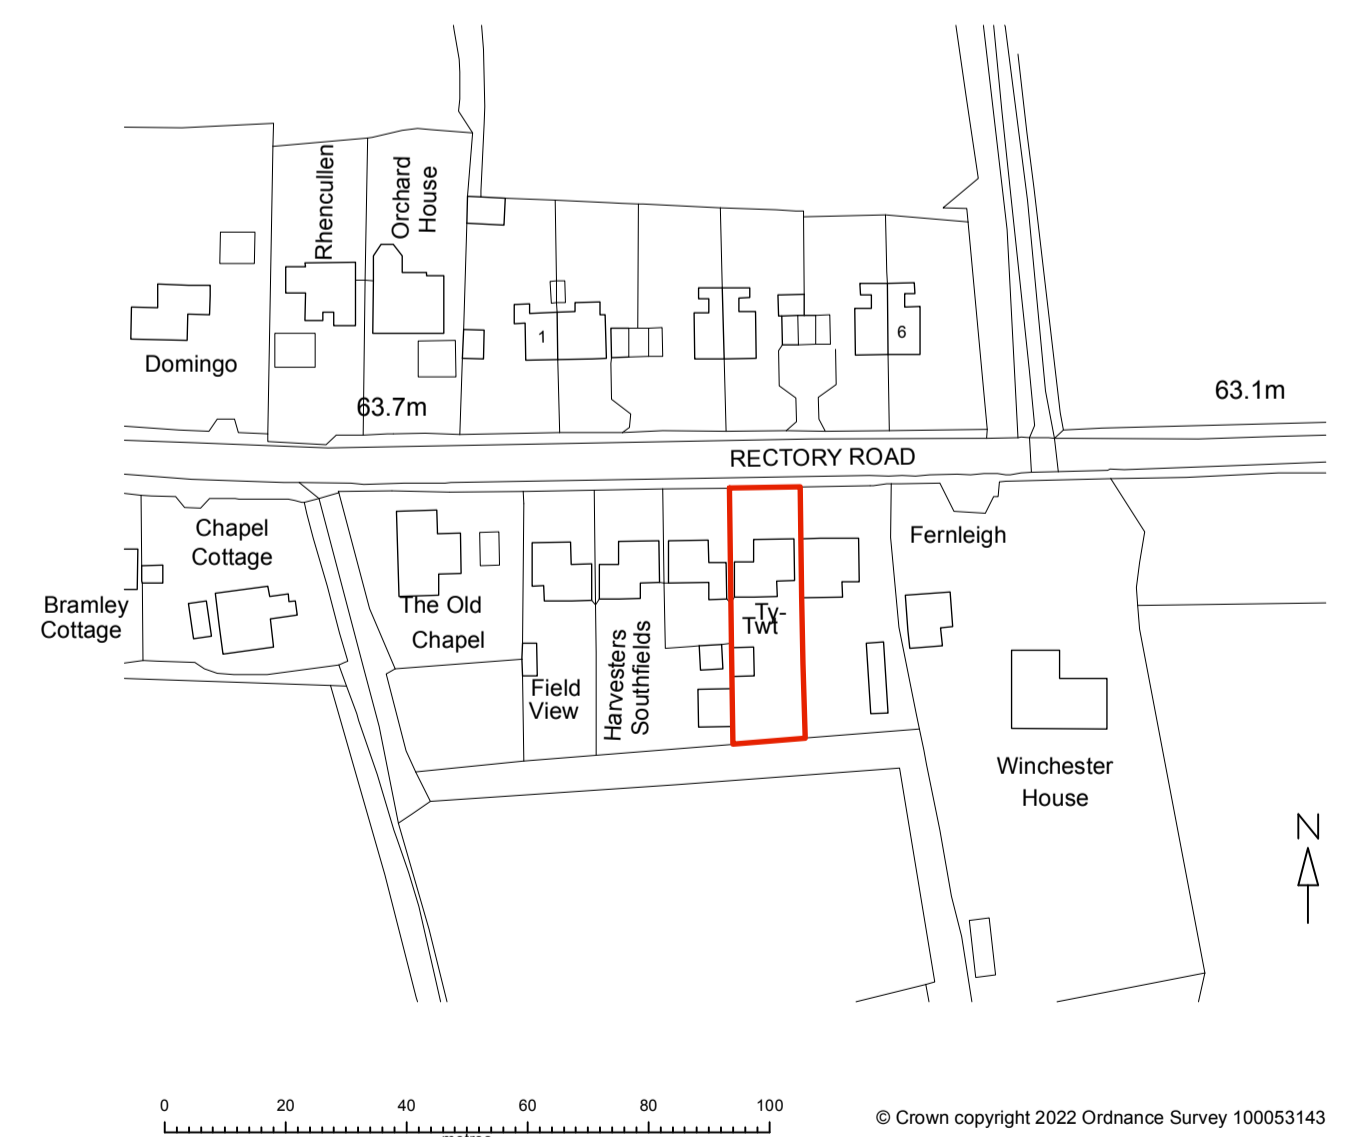 Rhencullen
Orchard
House
1
6
Domingo
63.7m
63.1m
RECTORY ROAD
Chapel
Cottage
Fernleigh
Bramley
Cottage
The Old
Chapel
Ty-
Twt
Field
View
Harvesters
Southfields
Winchester
House
N
0 20 40 60 80 100
metres
© Crown copyright 2022 Ordnance Survey 100053143